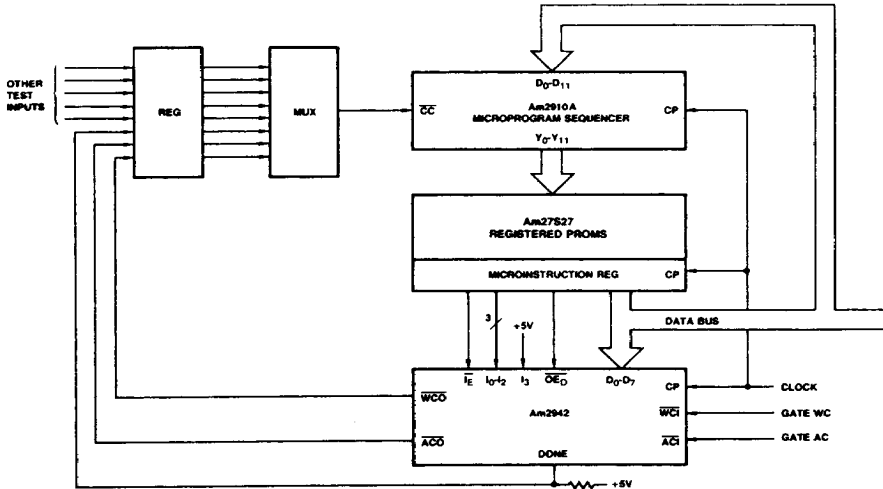 OTHER
TEST
INPUTS
REG
MUX
D0-D11
Am2910A
MICROPROGRAM SEQUENCER
CC
CP
Y0-Y11
Am27S27
REGISTERED PROMS
MICROINSTRUCTION REG
CP
3
+5V
DATA BUS
IE
I0-I2
I3
OED
D0-D7
CP
CLOCK
WCO
Am2942
WCI
GATE WC
ACO
ACI
GATE AC
DONE
+5V